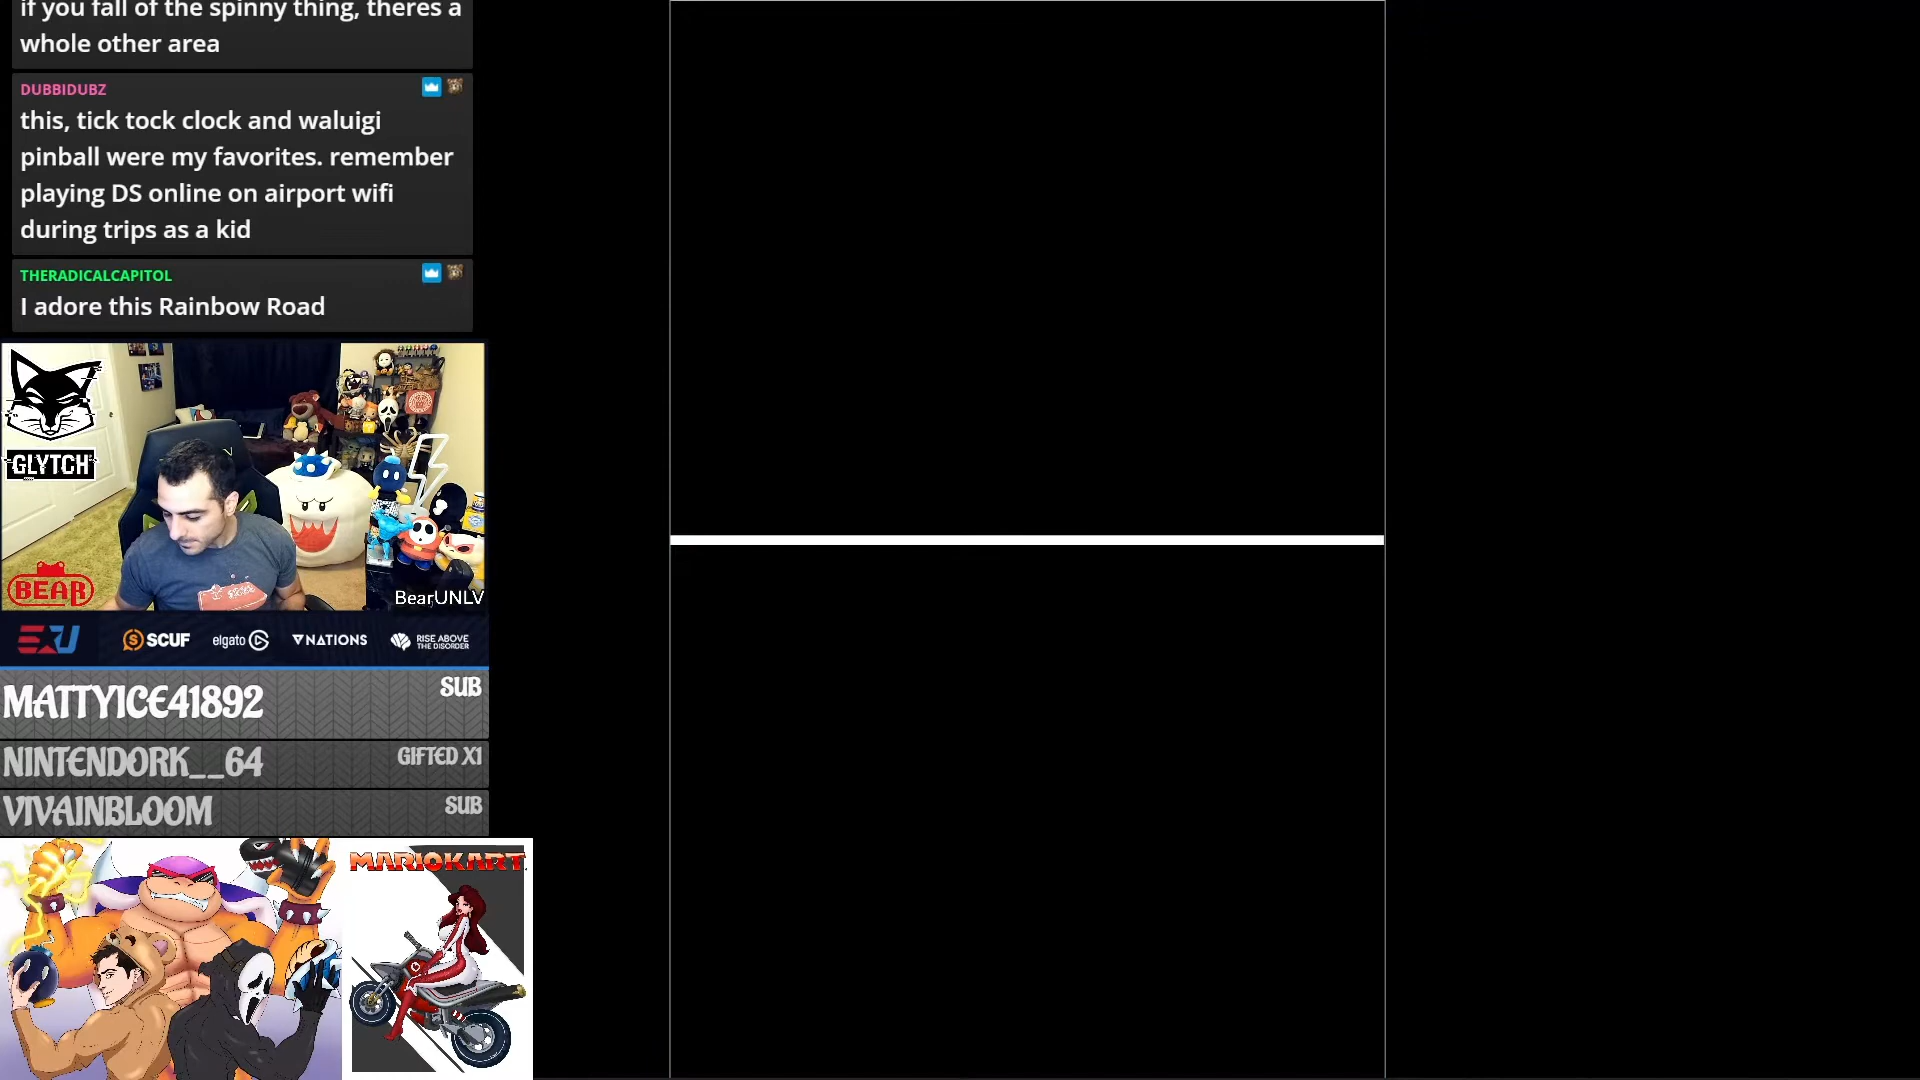 if you fall of the spinny thing, theres a
whole other area
DUBBIDUBZ
this, tick tock clock and waluigi
pinball were my favorites. remember
playing DS online on airport wifi
during trips as a kid
THERADICALCAPITOL
I adore this Rainbow Road
GLYTCH
BEAR
BearUNLV
EXU
SCUF
elgato
NATIONS
RISE ABOVE
THE DISORDER
MATTYICE41892
SUB
NINTENDORK__64
GIFTED X1
VIVAINBLOOM
SUB
MARIOKART